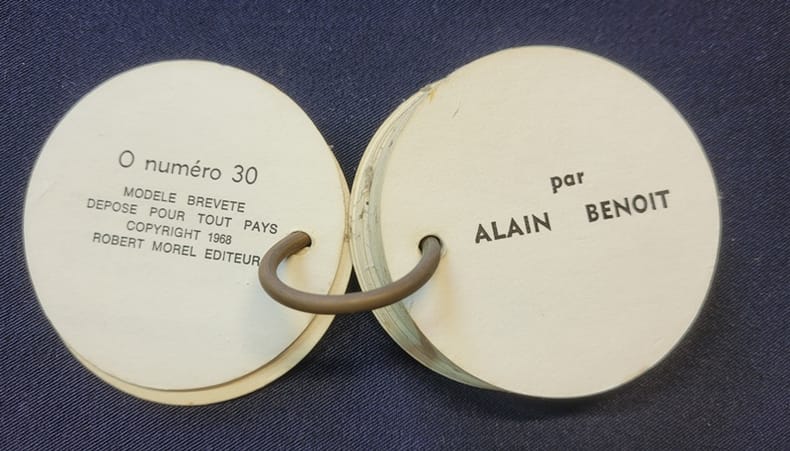 O numéro 30
MODELE BREVETE
DEPOSE POUR TOUT PAYS
COPYRIGHT 1968
ROBERT MOREL EDITEUR
par
ALAIN BENOIT